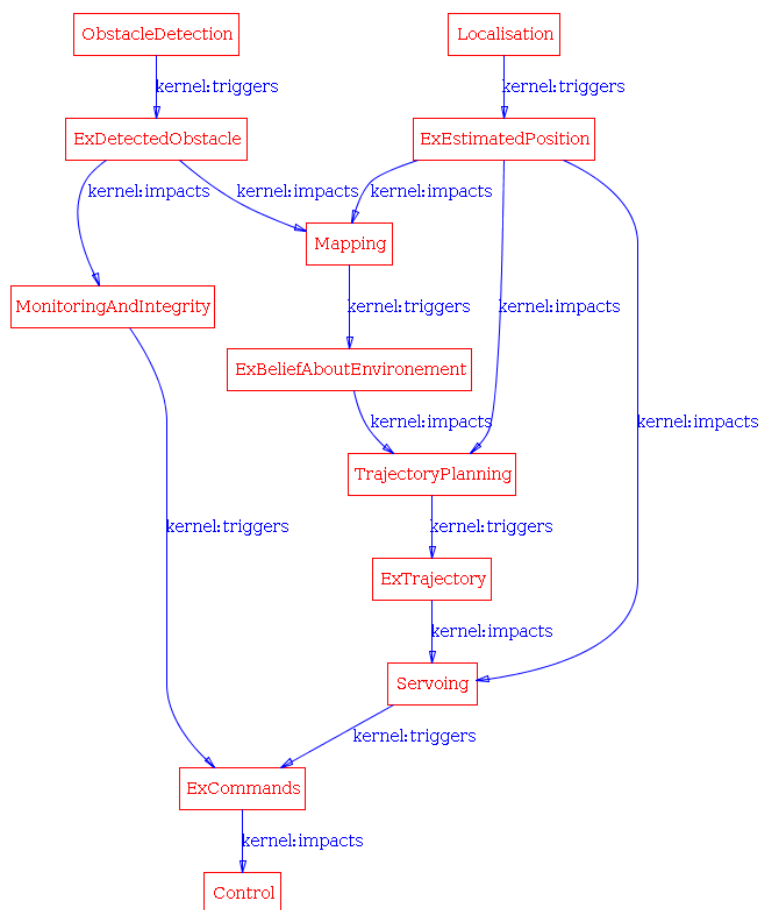 ObstacleDetection
Localisation
kernel:triggers
kernel:triggers
ExDetectedObstacle
ExEstimatedPosition
kernel:impacts
kernel:impacts
kernel:impacts
Mapping
MonitoringAndIntegrity
kernel:triggers
kernel:impacts
ExBeliefAboutEnvironement
kernel:impacts
kernel:impacts
TrajectoryPlanning
kernel:triggers
kernel:triggers
ExTrajectory
kernel:impacts
Servoing
kernel:triggers
ExCommands
kernel:impacts
Control